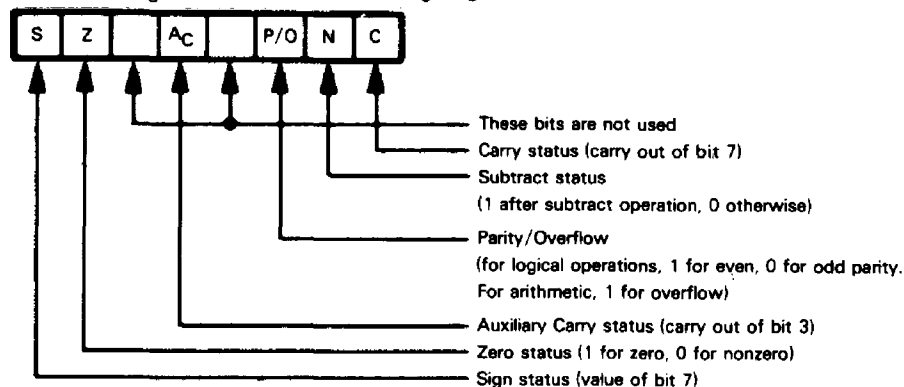 S Z A_C P/O N C
These bits are not used
Carry status (carry out of bit 7)
Subtract status
(1 after subtract operation, 0 otherwise)
Parity/Overflow
(for logical operations, 1 for even, 0 for odd parity.
For arithmetic, 1 for overflow)
Auxiliary Carry status (carry out of bit 3)
Zero status (1 for zero, 0 for nonzero)
Sign status (value of bit 7)